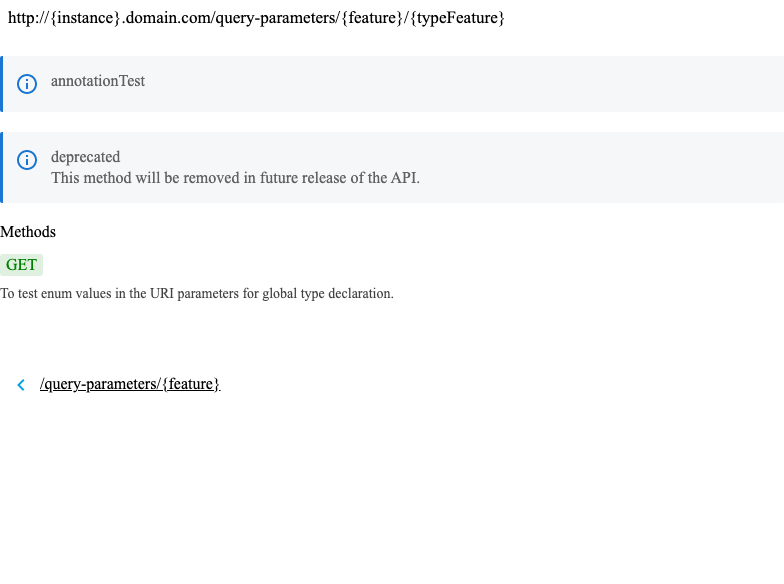 http://{instance}.domain.com/query-parameters/{feature}/{typeFeature}
annotationTest
deprecated
This method will be removed in future release of the API.
Methods
GET
To test enum values in the URI parameters for global type declaration.
/query-parameters/{feature}